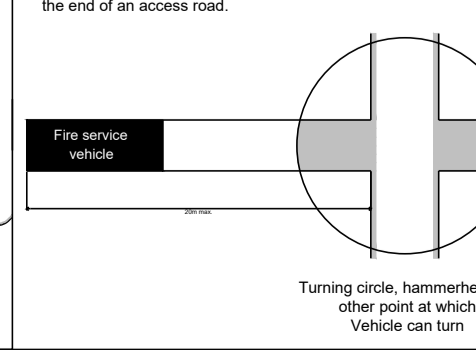 the end of an access road.
Fire service
vehicle
20m max.
Turning circle, hammerhe
other point at which
Vehicle can turn